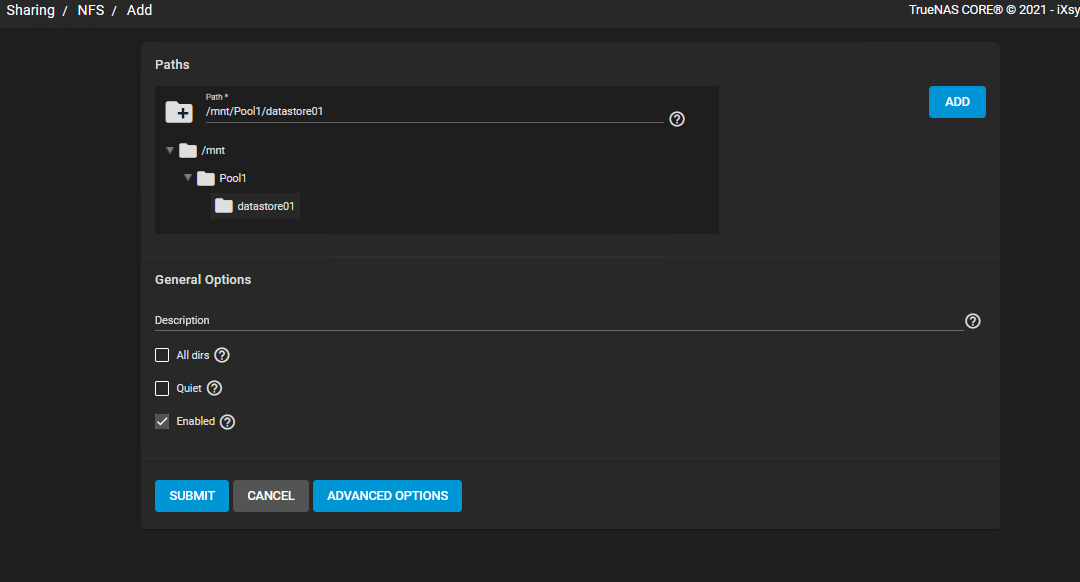 Sharing / NFS / Add
TrueNAS CORE® © 2021 - iXsy
Paths
Path *
/mnt/Pool1/datastore01
ADD
/mnt
Pool1
datastore01
General Options
Description
All dirs
Quiet
Enabled
SUBMIT CANCEL ADVANCED OPTIONS